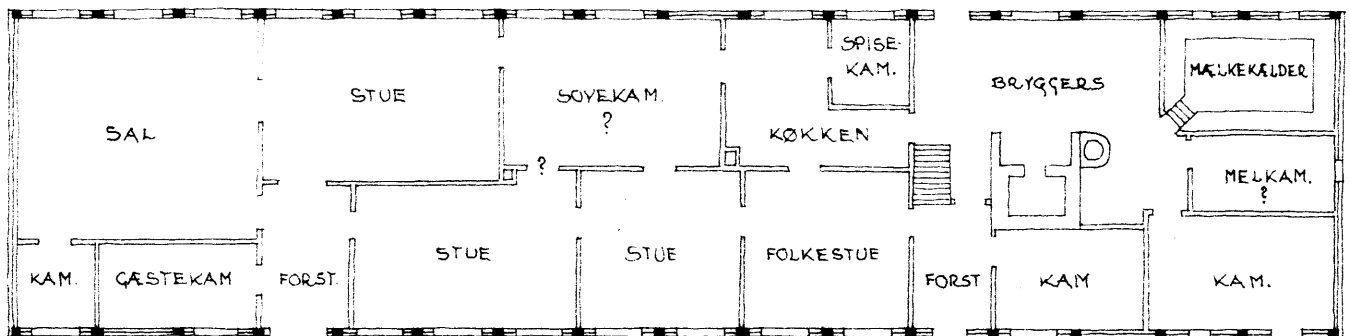 SAL
STUE
SOVEKAM.
?
?
KØKKEN
SPISE-
KAM.
BRYGGERS
MÆLKEKÆLDER
MELKAM.
?
KAM.
GÆSTEKAM
FORST.
STUE
STUE
FOLKESTUE
FORST
KAM
KAM.